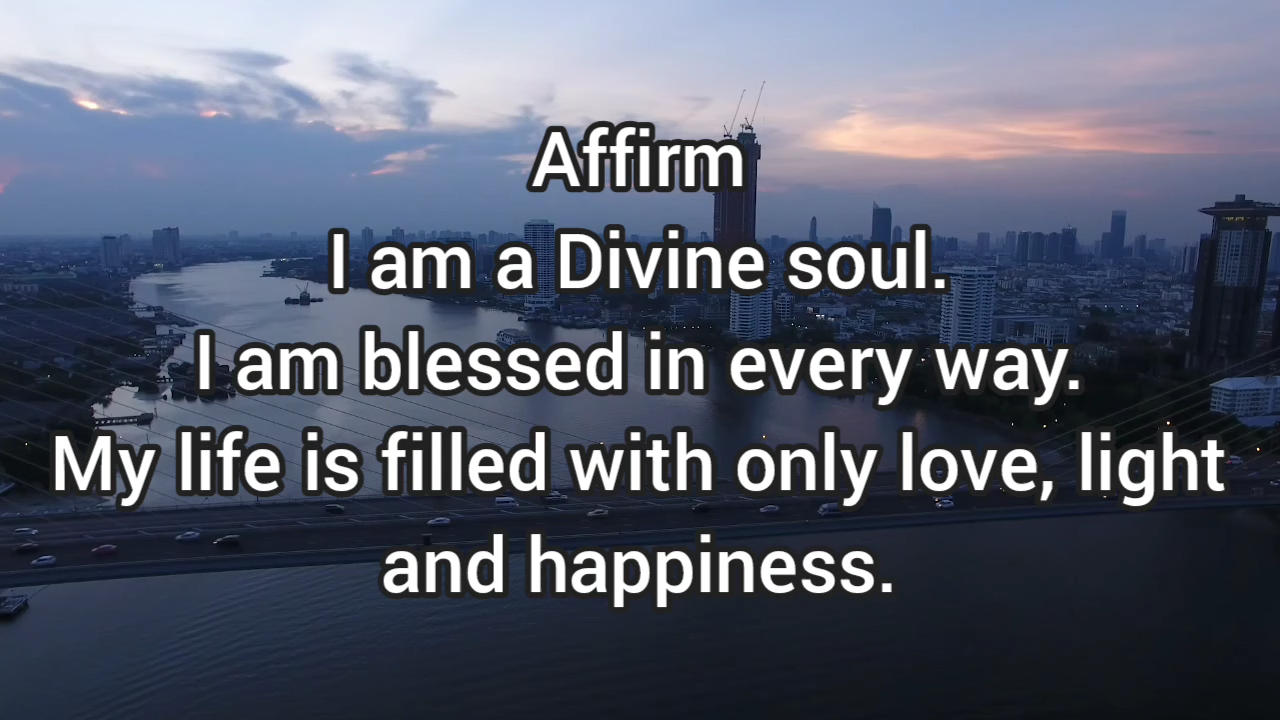 Affirm
I am a Divine soul.
I am blessed in every way.
My life is filled with only love, light
and happiness.